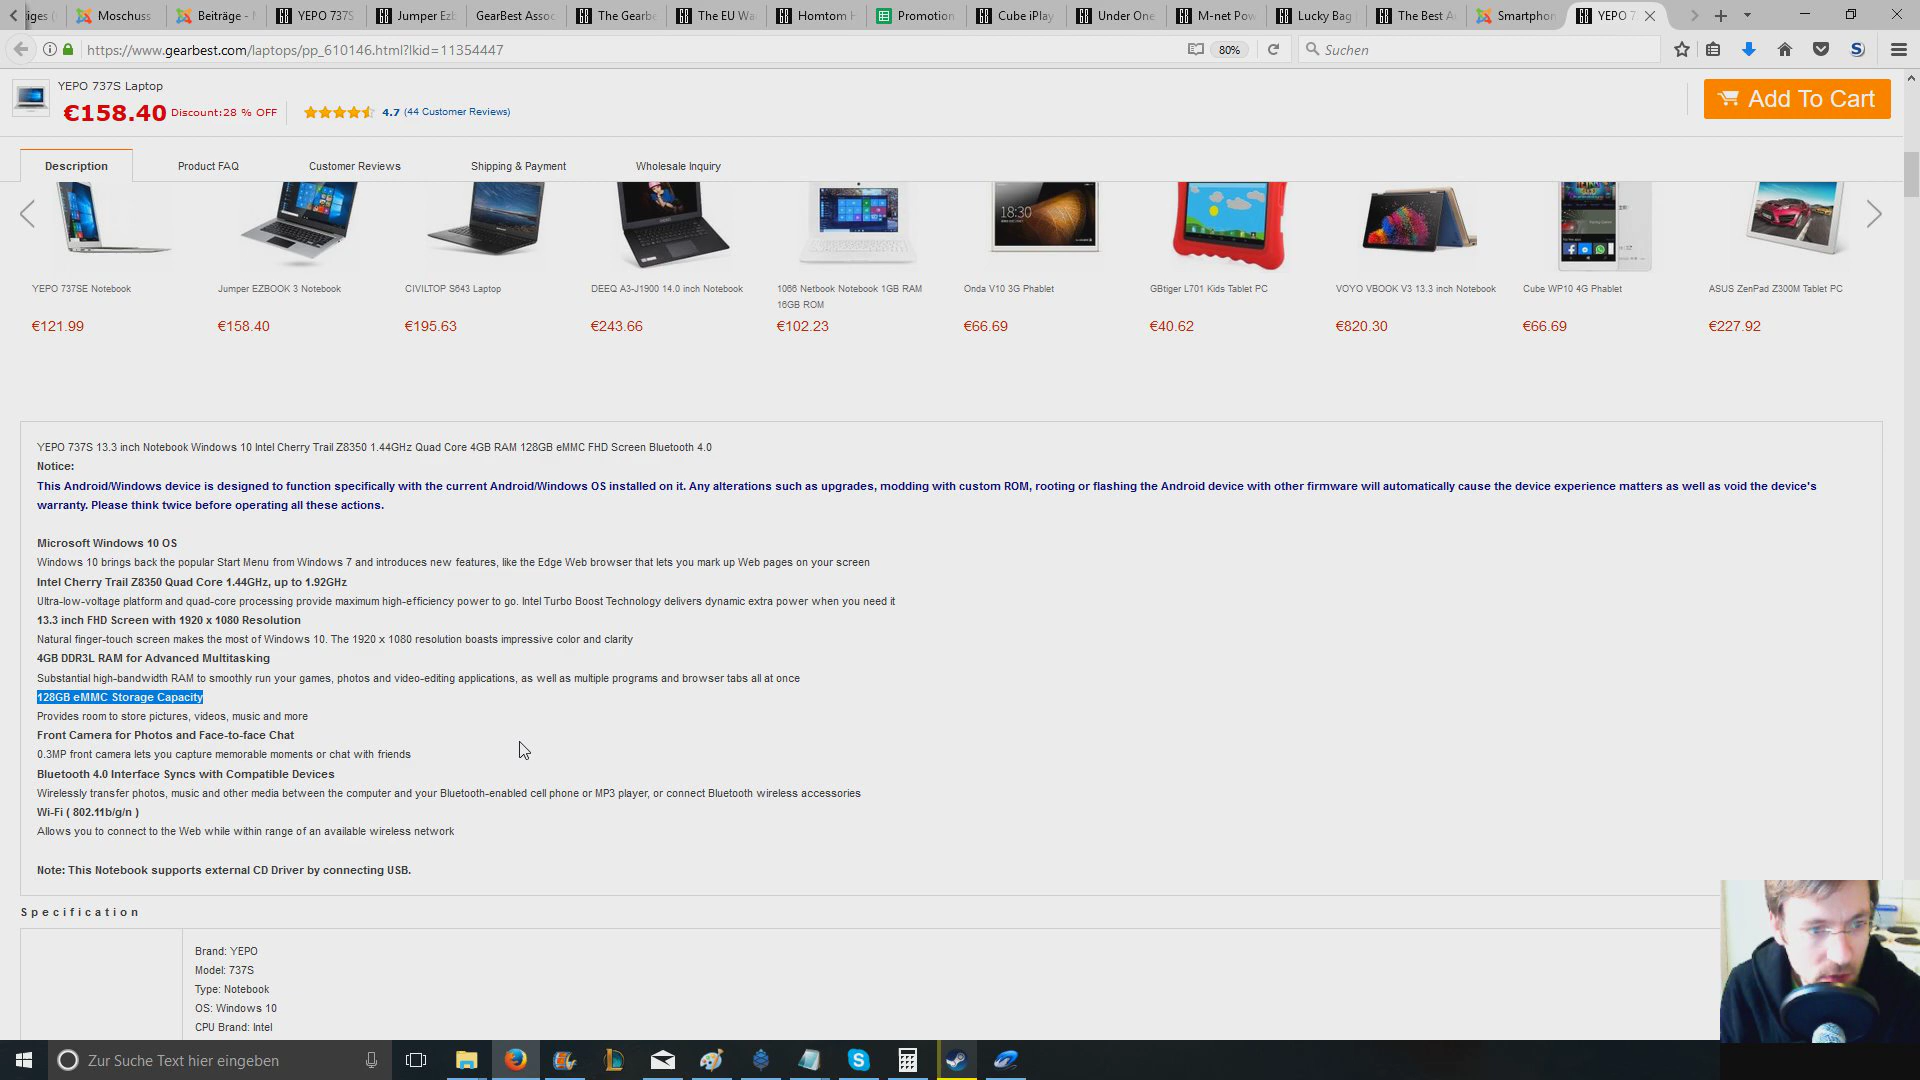 tiges (
Moschuss
Beiträge -
YEPO 737S
Jumper Ezb
GearBest Assoc
The Gearbe
The EU Wa
Homtom H
Promotion
Cube iPlay
Under One
M-net Pow
Lucky Bag
The Best A
Smartphon
YEPO 7
https://www.gearbest.com/laptops/pp_610146.html?lkid=11354447
80%
Suchen
YEPO 737S Laptop
€158.40 Discount:28 % OFF
4.7 (44 Customer Reviews)
Add To Cart
Description
Product FAQ
Customer Reviews
Shipping & Payment
Wholesale Inquiry
18:30
YEPO 737SE Notebook
Jumper EZBOOK 3 Notebook
CIVILTOP S643 Laptop
DEEQ A3-J1900 14.0 inch Notebook
1066 Netbook Notebook 1GB RAM
16GB ROM
Onda V10 3G Phablet
GBtiger L701 Kids Tablet PC
VOYO VBOOK V3 13.3 inch Notebook
Cube WP10 4G Phablet
ASUS ZenPad Z300M Tablet PC
€121.99
€158.40
€195.63
€243.66
€102.23
€66.69
€40.62
€820.30
€66.69
€227.92
YEPO 737S 13.3 inch Notebook Windows 10 Intel Cherry Trail Z8350 1.44GHz Quad Core 4GB RAM 128GB eMMC FHD Screen Bluetooth 4.0
Notice:
This Android/Windows device is designed to function specifically with the current Android/Windows OS installed on it. Any alterations such as upgrades, modding with custom ROM, rooting or flashing the Android device with other firmware will automatically cause the device experience matters as well as void the device's
warranty. Please think twice before operating all these actions.
Microsoft Windows 10 OS
Windows 10 brings back the popular Start Menu from Windows 7 and introduces new features, like the Edge Web browser that lets you mark up Web pages on your screen
Intel Cherry Trail Z8350 Quad Core 1.44GHz, up to 1.92GHz
Ultra-low-voltage platform and quad-core processing provide maximum high-efficiency power to go. Intel Turbo Boost Technology delivers dynamic extra power when you need it
13.3 inch FHD Screen with 1920 x 1080 Resolution
Natural finger-touch screen makes the most of Windows 10. The 1920 x 1080 resolution boasts impressive color and clarity
4GB DDR3L RAM for Advanced Multitasking
Substantial high-bandwidth RAM to smoothly run your games, photos and video-editing applications, as well as multiple programs and browser tabs all at once
128GB eMMC Storage Capacity
Provides room to store pictures, videos, music and more
Front Camera for Photos and Face-to-face Chat
0.3MP front camera lets you capture memorable moments or chat with friends
Bluetooth 4.0 Interface Syncs with Compatible Devices
Wirelessly transfer photos, music and other media between the computer and your Bluetooth-enabled cell phone or MP3 player, or connect Bluetooth wireless accessories
Wi-Fi ( 802.11b/g/n )
Allows you to connect to the Web while within range of an available wireless network
Note: This Notebook supports external CD Driver by connecting USB.
Specification
Brand: YEPO
Model: 737S
Type: Notebook
OS: Windows 10
CPU Brand: Intel
Zur Suche Text hier eingeben